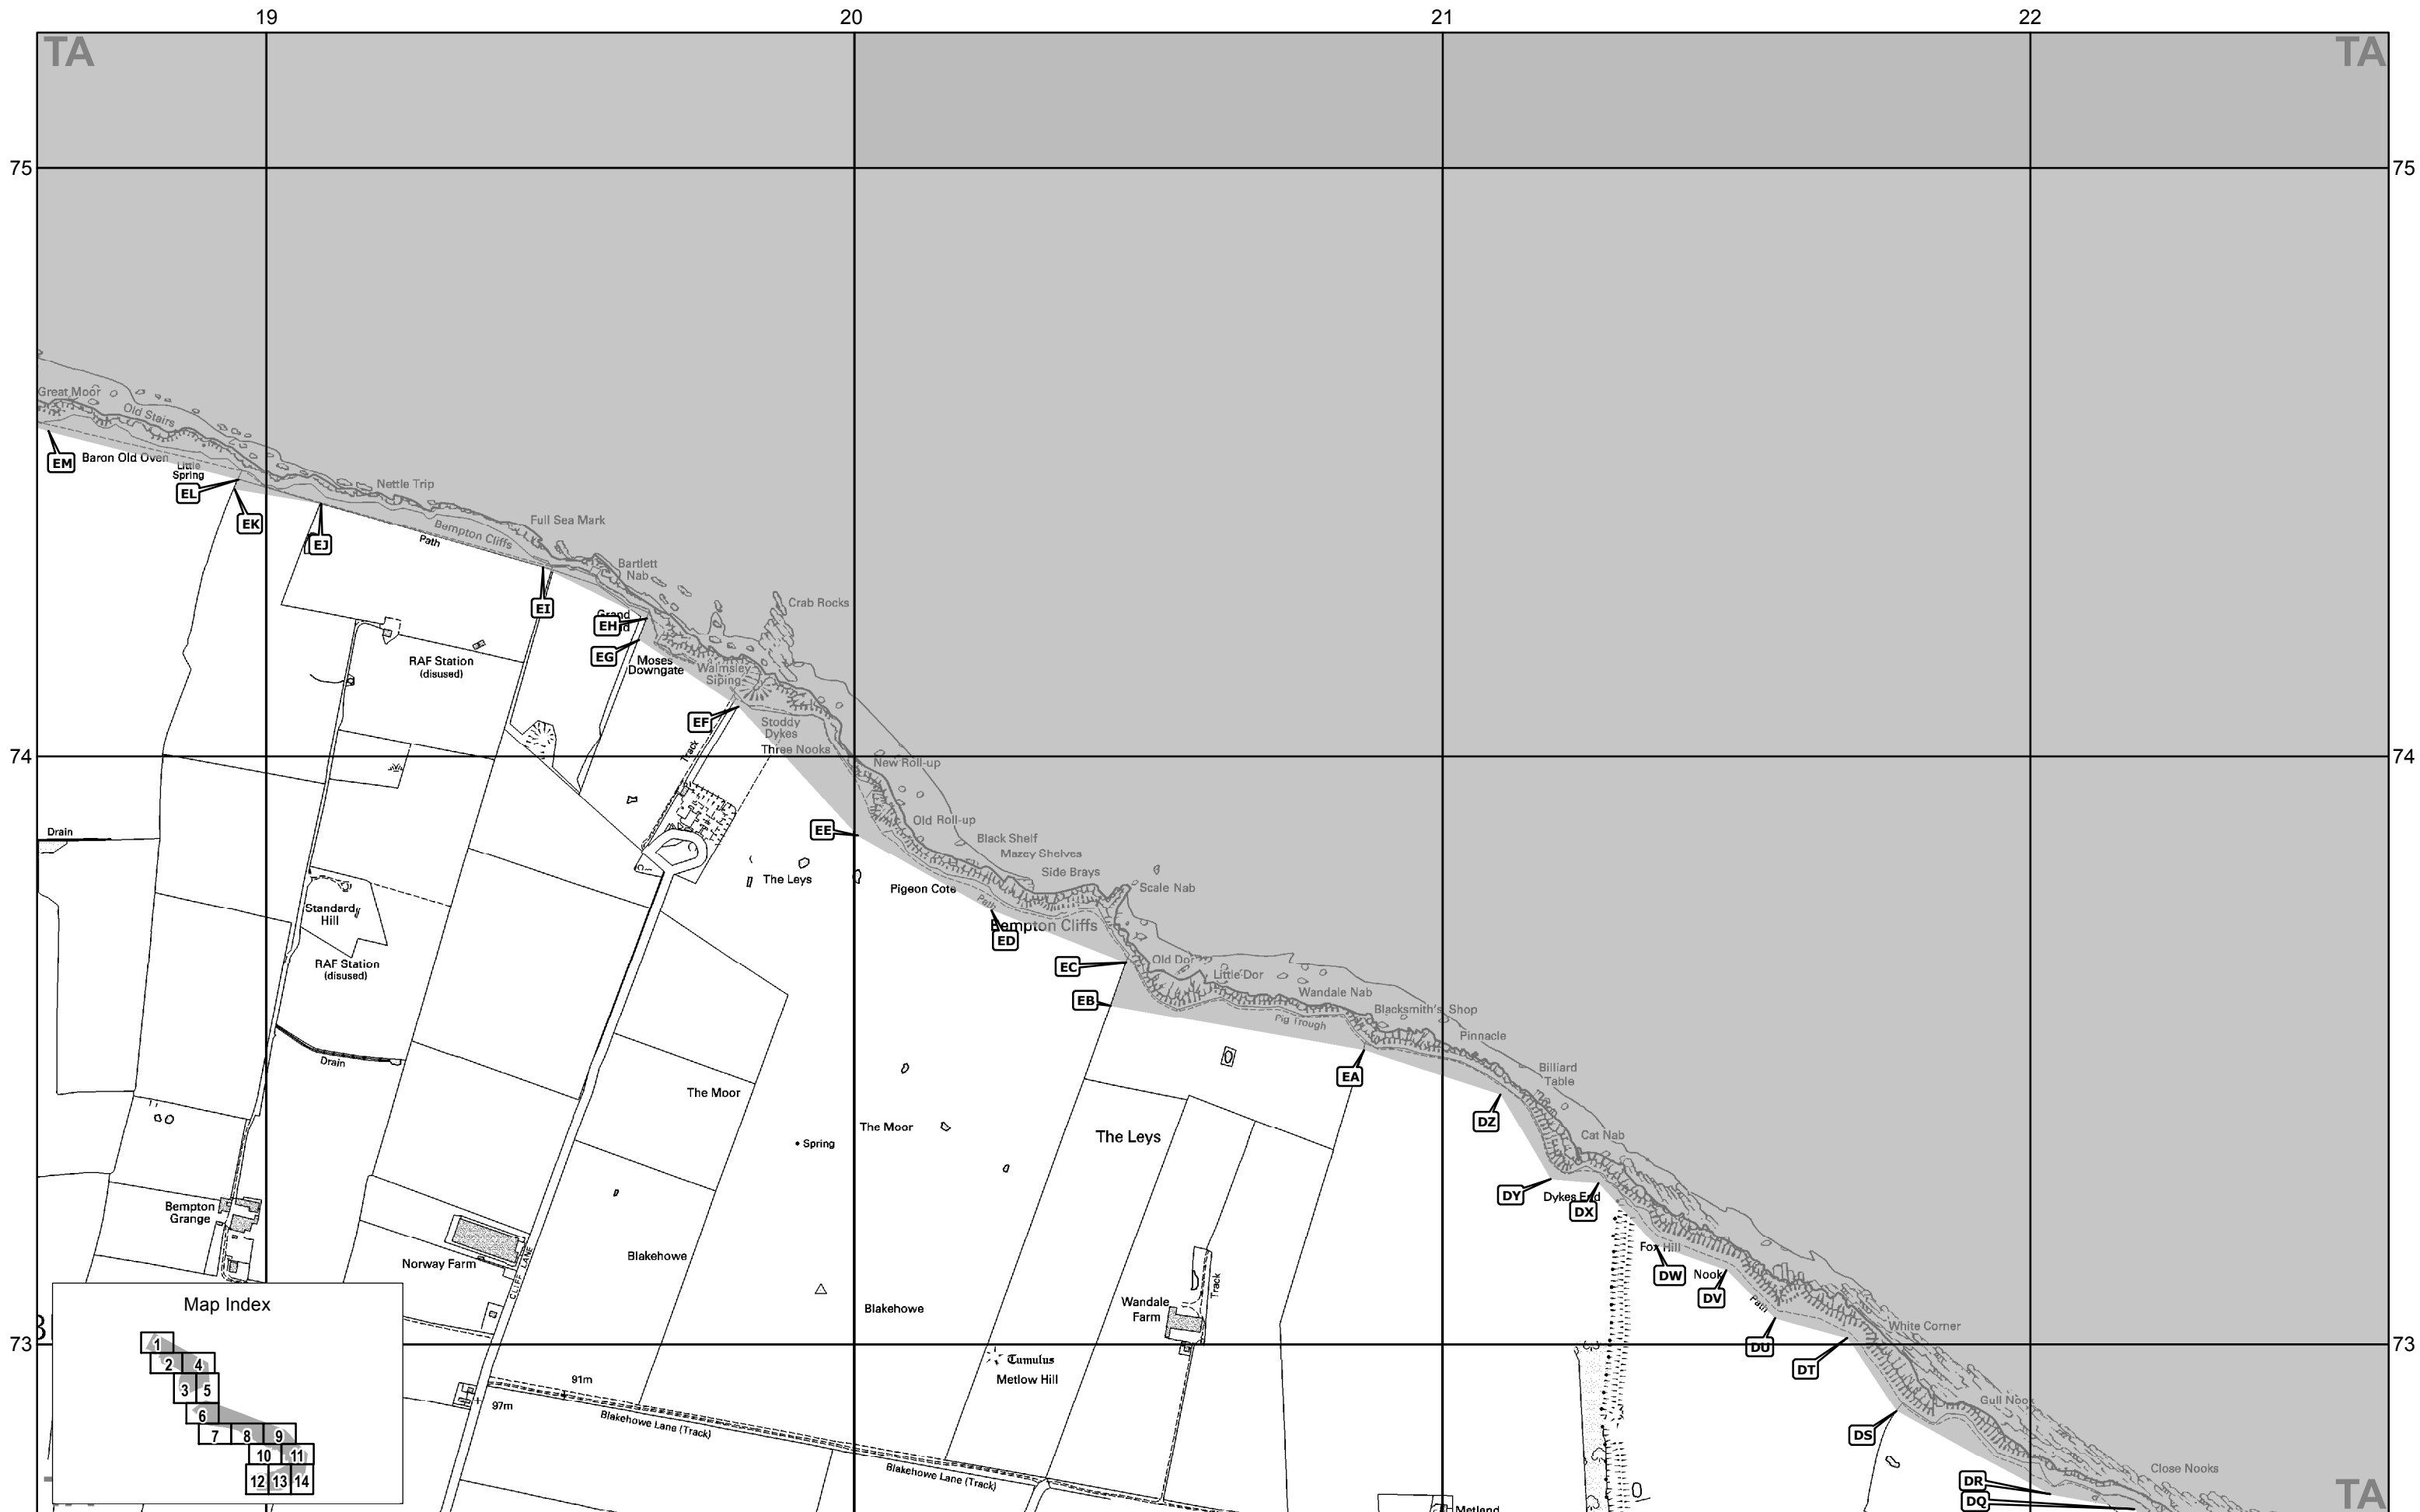 19
20
21
22
TA
TA
75
75
Great Moor
Old Stairs
EM
Baron Old Oven
Little
Spring
EL
EK
Nettle Trip
EJ
Path
Bempton Cliffs
Full Sea Mark
Bartlett
Nab
EI
Grand
EH
EG
Moses
Downgate
Crab Rocks
Walmsley
Siping
RAF Station
(disused)
EF
Stoddy
Dykes
Three Nooks
Track
74
74
New Roll-up
Drain
EE
Old Roll-up
Black Shelf
Mazey Shelves
Side Brays
Scale Nab
The Leys
Pigeon Cote
Path
Bempton Cliffs
ED
Standard
Hill
RAF Station
(disused)
EC
Old Dor
Little Dor
EB
Wandale Nab
Pig Trough
Blacksmith's Shop
Pinnacle
Drain
EA
Billiard
Table
The Moor
The Moor
DZ
The Leys
Cat Nab
Spring
DY
Dykes End
DX
Bempton
Grange
Norway Farm
CLIFF LANE
Blakehowe
Fox Hill
DW
Nook
DV
Path
Track
Wandale
Farm
Blakehowe
DU
DT
White Corner
73
Map Index
1
2
4
3
5
6
7
8
9
10
11
12
13
14
Tumulus
Metlow Hill
91m
97m
Blakehowe Lane (Track)
Blakehowe Lane (Track)
Gull Nook
DS
Close Nooks
DR
DQ
Metland
TA